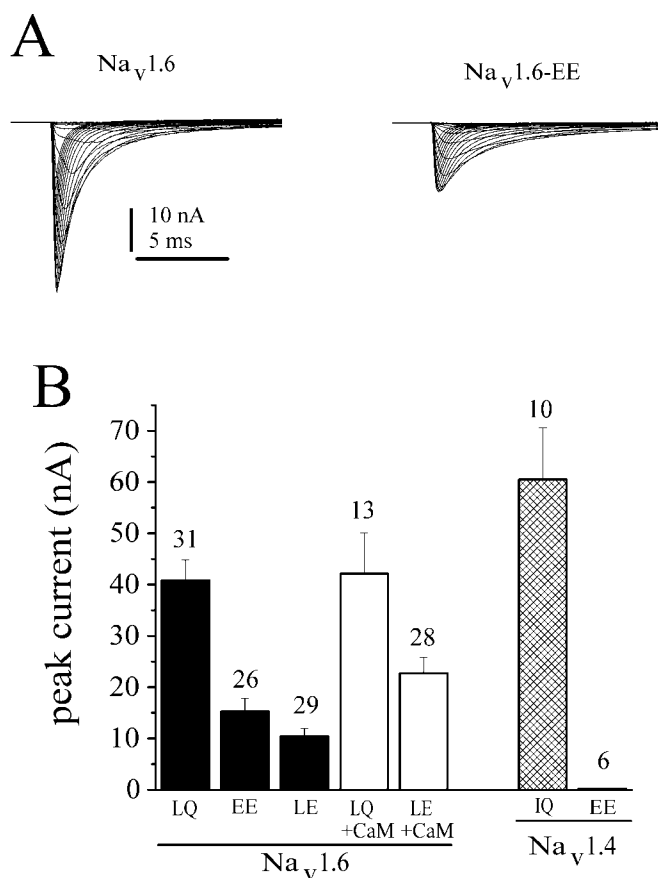 A
Nav1.6
Nav1.6-EE
10 nA
5 ms
B
peak current (nA)
70
60
50
40
30
20
10
0
31
26
29
13
28
10
6
LQ
EE
LE
LQ
+CaM
LE
+CaM
IQ
EE
Nav1.6
Nav1.4